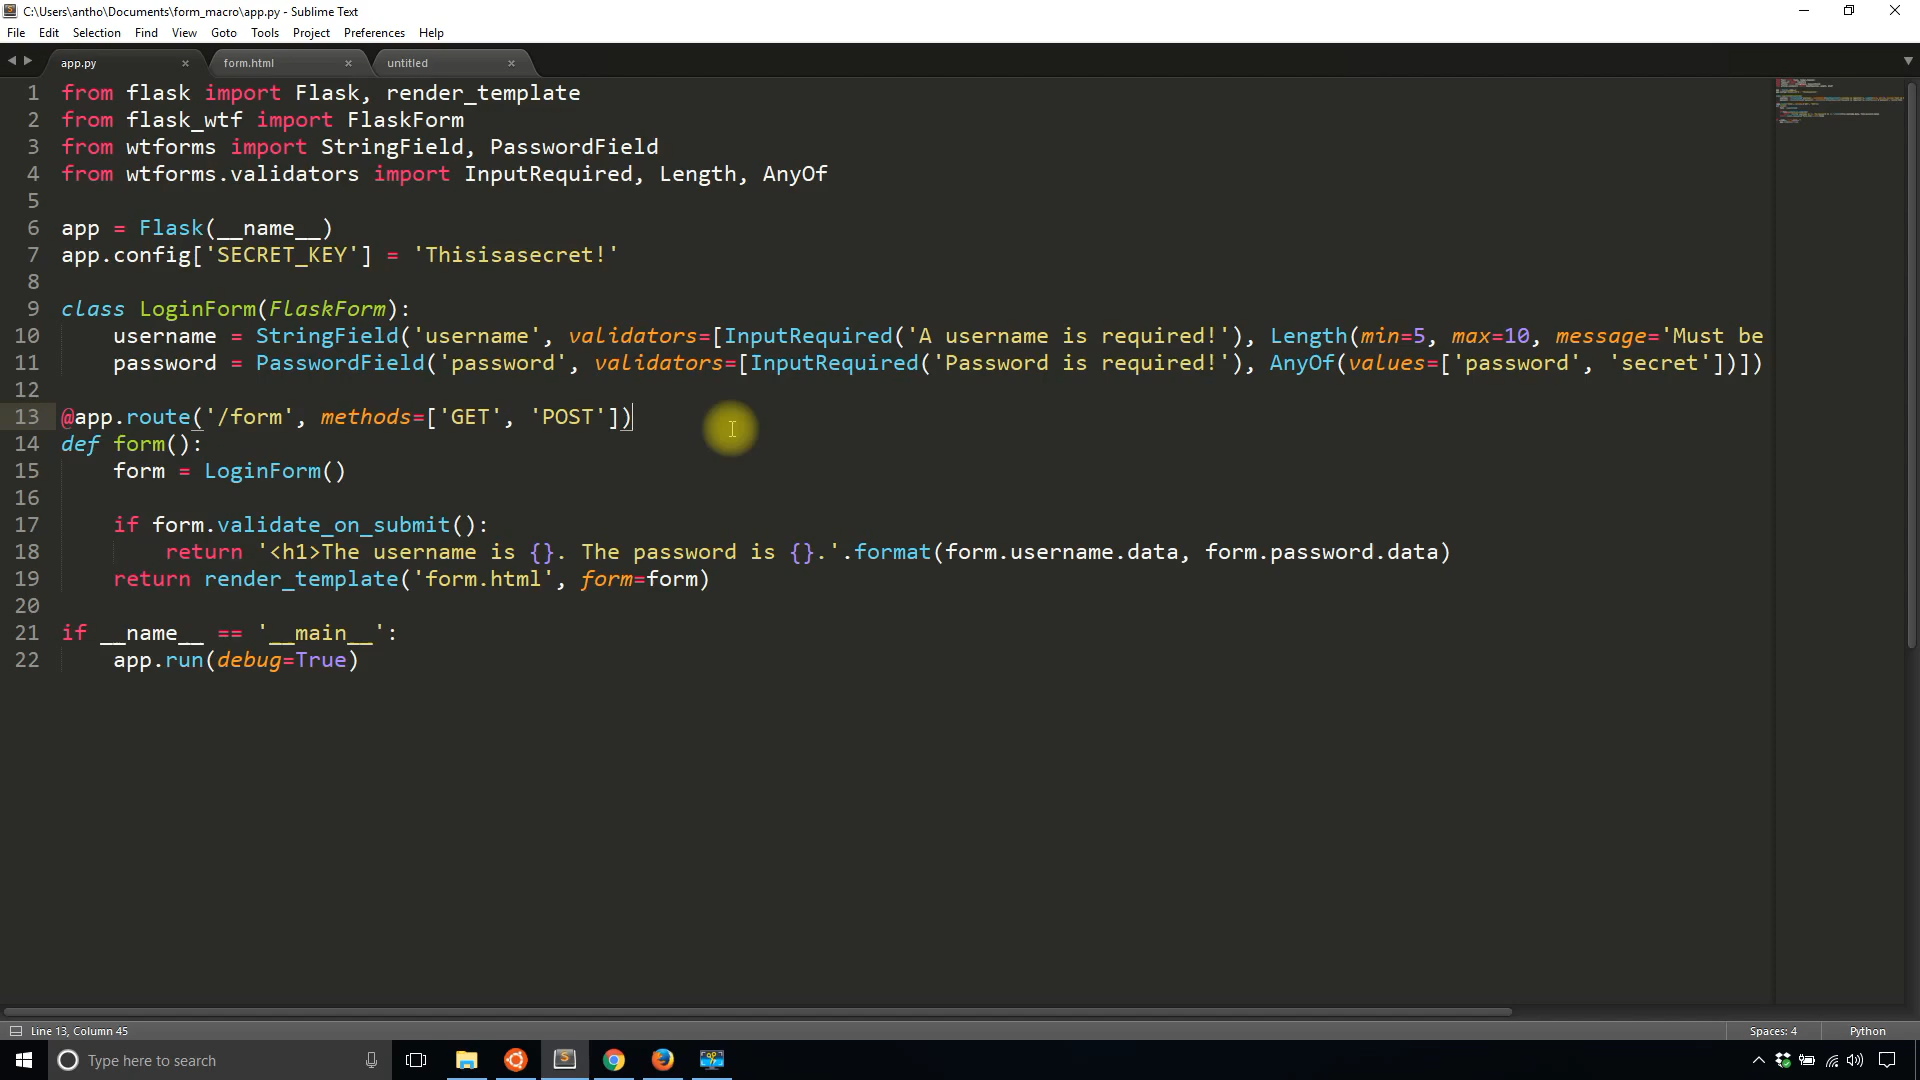 C:\Users\antho\Documents\form_macro\app.py - Sublime Text
File Edit Selection Find View Goto Tools Project Preferences Help
app.py form.html untitled
1 from flask import Flask, render_template
2 from flask_wtf import FlaskForm
3 from wtforms import StringField, PasswordField
4 from wtforms.validators import InputRequired, Length, AnyOf
5
6 app = Flask(__name__)
7 app.config['SECRET_KEY'] = 'Thisisasecret!'
8
9 class LoginForm(FlaskForm):
10     username = StringField('username', validators=[InputRequired('A username is required!'), Length(min=5, max=10, message='Must be
11     password = PasswordField('password', validators=[InputRequired('Password is required!'), AnyOf(values=['password', 'secret'])])
12
13 @app.route('/form', methods=['GET', 'POST'])
14 def form():
15     form = LoginForm()
16
17     if form.validate_on_submit():
18         return '<h1>The username is {}. The password is {}.'.format(form.username.data, form.password.data)
19     return render_template('form.html', form=form)
20
21 if __name__ == '__main__':
22     app.run(debug=True)
Line 13, Column 45 Spaces: 4 Python
Type here to search